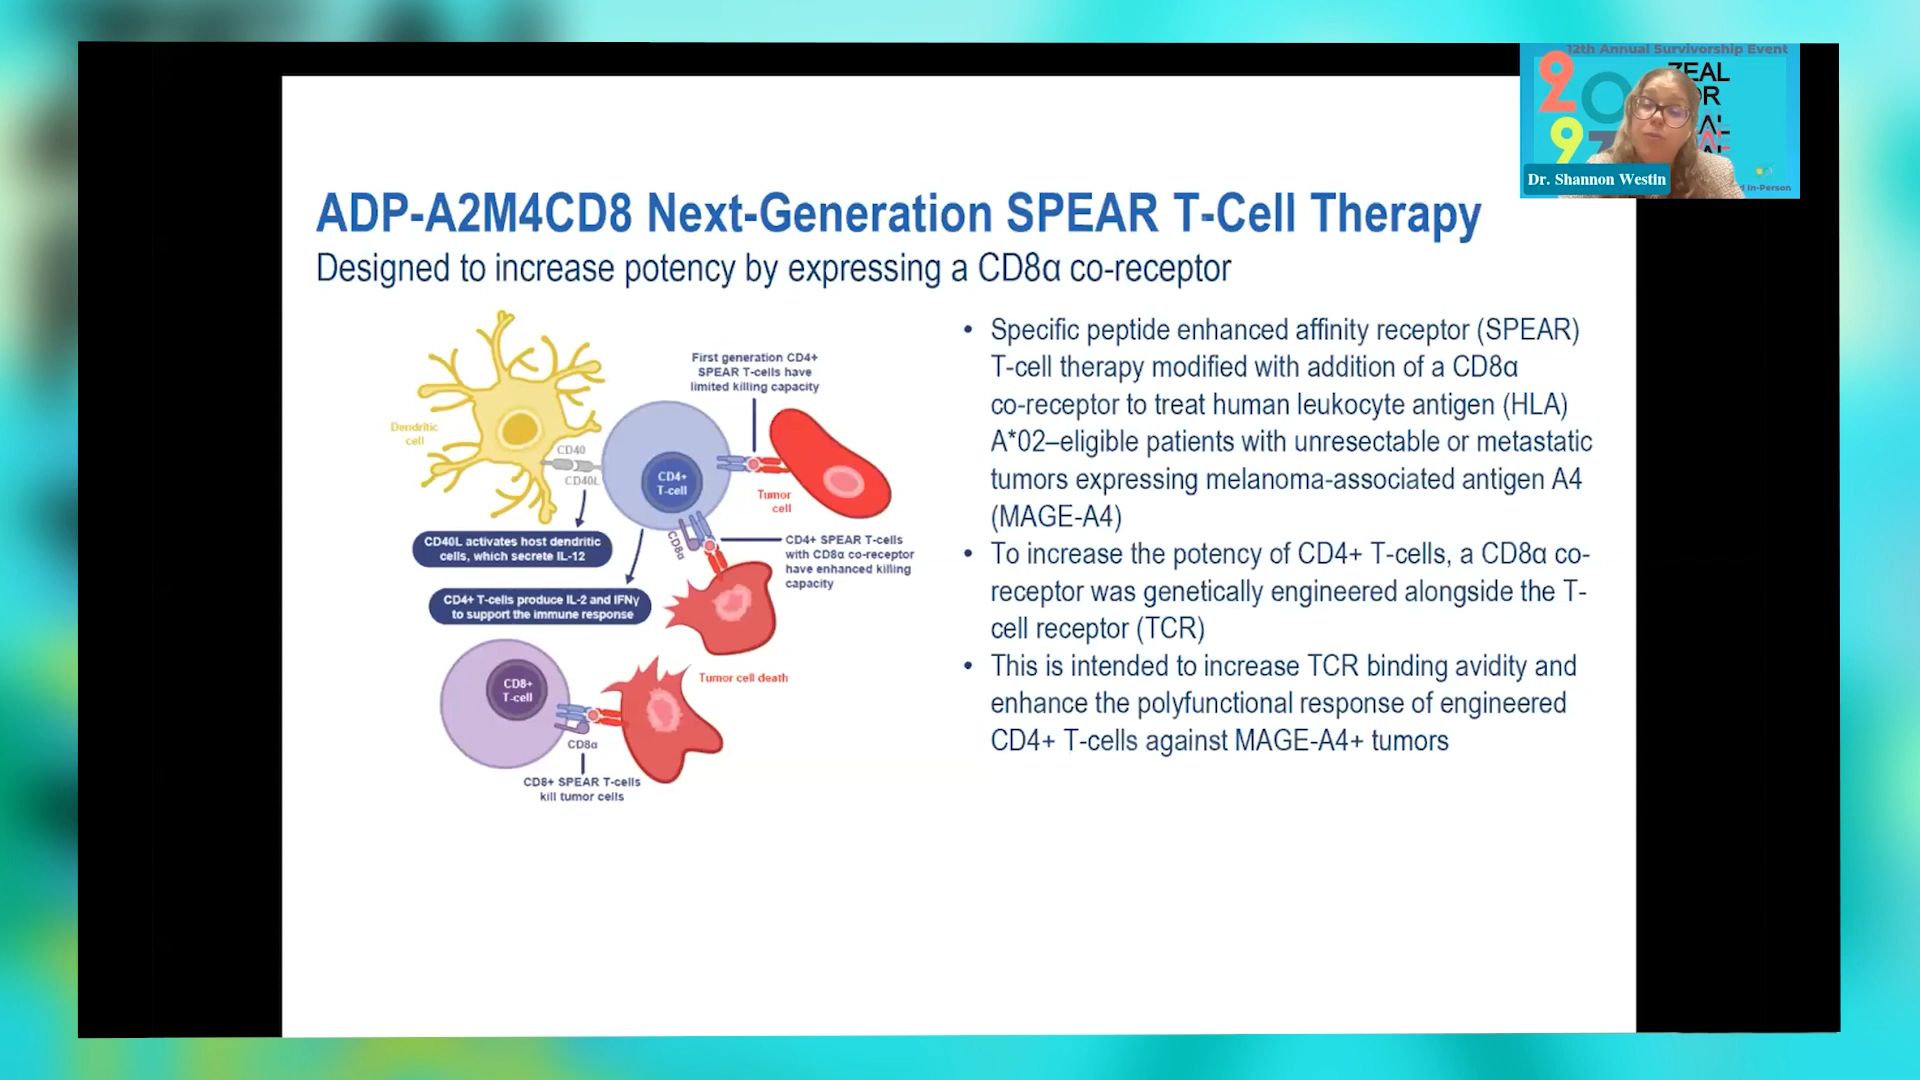 12th Annual Survivorship Event
ZEAL
Dr. Shannon Westin
In-Person
ADP-A2M4CD8 Next-Generation SPEAR T-Cell Therapy
Designed to increase potency by expressing a CD8α co-receptor
First generation CD4+
SPEAR T-cells have
limited killing capacity
Dendritic
cell
CD40
CD40L
CD4+
T-cell
Tumor
cell
CD40L activates host dendritic
cells, which secrete IL-12
CD8α
CD4+ SPEAR T-cells
with CD8α co-receptor
have enhanced killing
capacity
CD4+ T-cells produce IL-2 and IFNγ
to support the immune response
CD8+
T-cell
Tumor cell death
CD8α
CD8+ SPEAR T-cells
kill tumor cells
• Specific peptide enhanced affinity receptor (SPEAR)
T-cell therapy modified with addition of a CD8α
co-receptor to treat human leukocyte antigen (HLA)
A*02–eligible patients with unresectable or metastatic
tumors expressing melanoma-associated antigen A4
(MAGE-A4)
• To increase the potency of CD4+ T-cells, a CD8α co-
receptor was genetically engineered alongside the T-
cell receptor (TCR)
• This is intended to increase TCR binding avidity and
enhance the polyfunctional response of engineered
CD4+ T-cells against MAGE-A4+ tumors